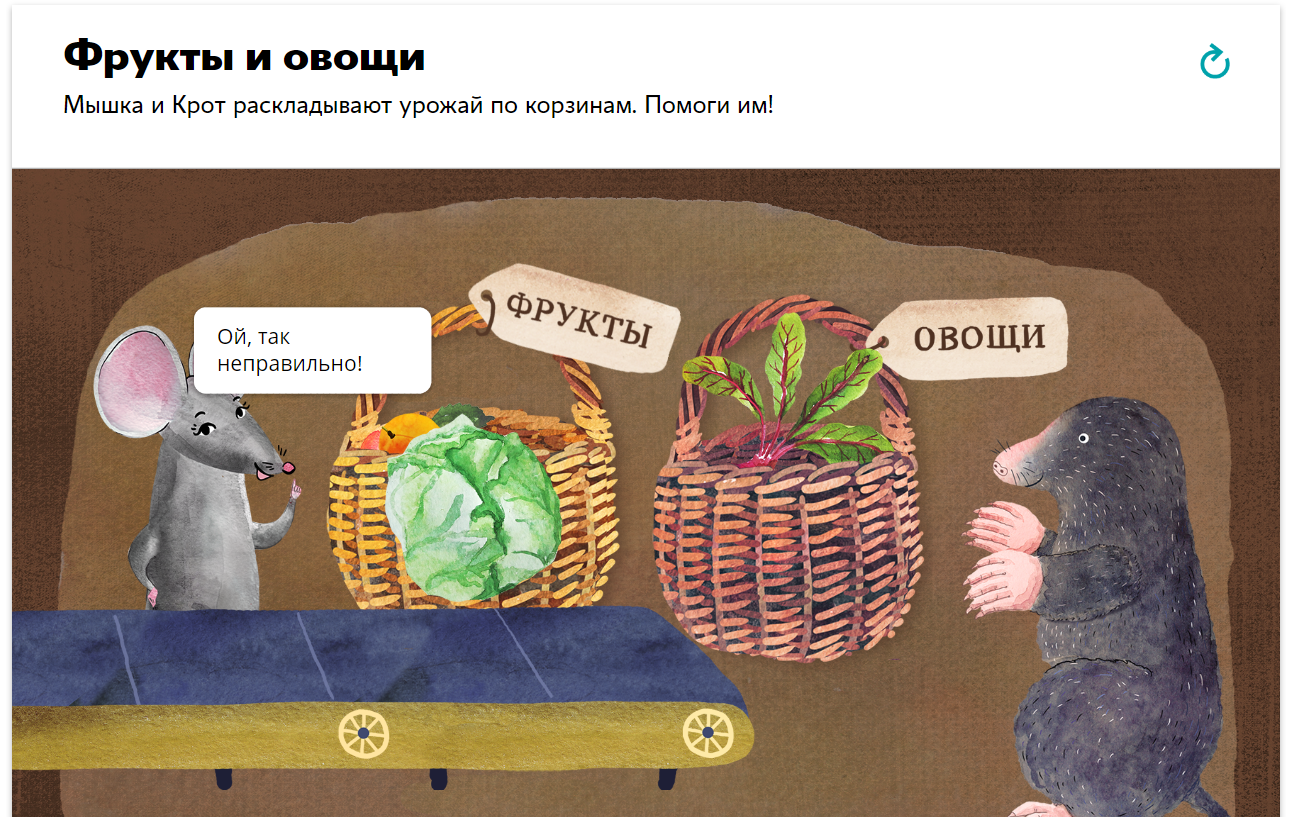 Фрукты и овощи
Мышка и Крот раскладывают урожай по корзинам. Помоги им!
ФРУКТЫ
ОВОЩИ
Ой, так
неправильно!